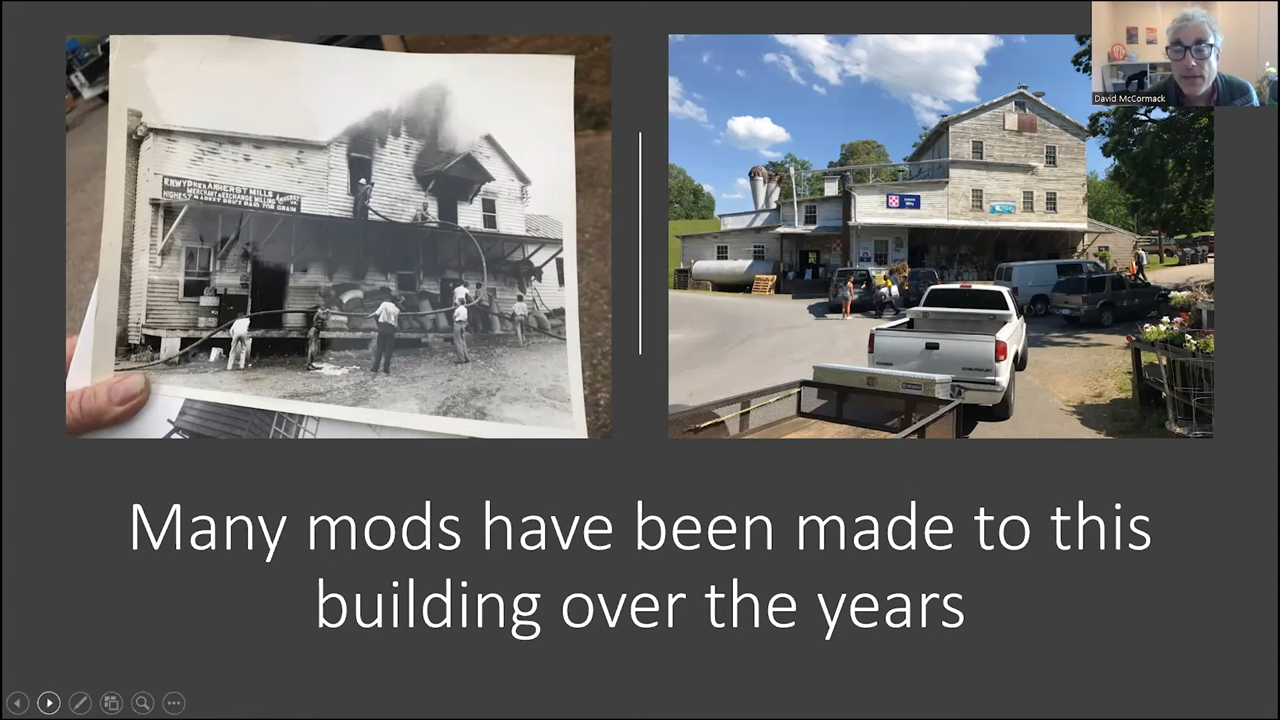 David McCormack
AMHERST MILLS
MERCHANT & EXCHANGE MILLING
HIGHEST MARKET PRICE PAID FOR GRAIN
Many mods have been made to this
building over the years